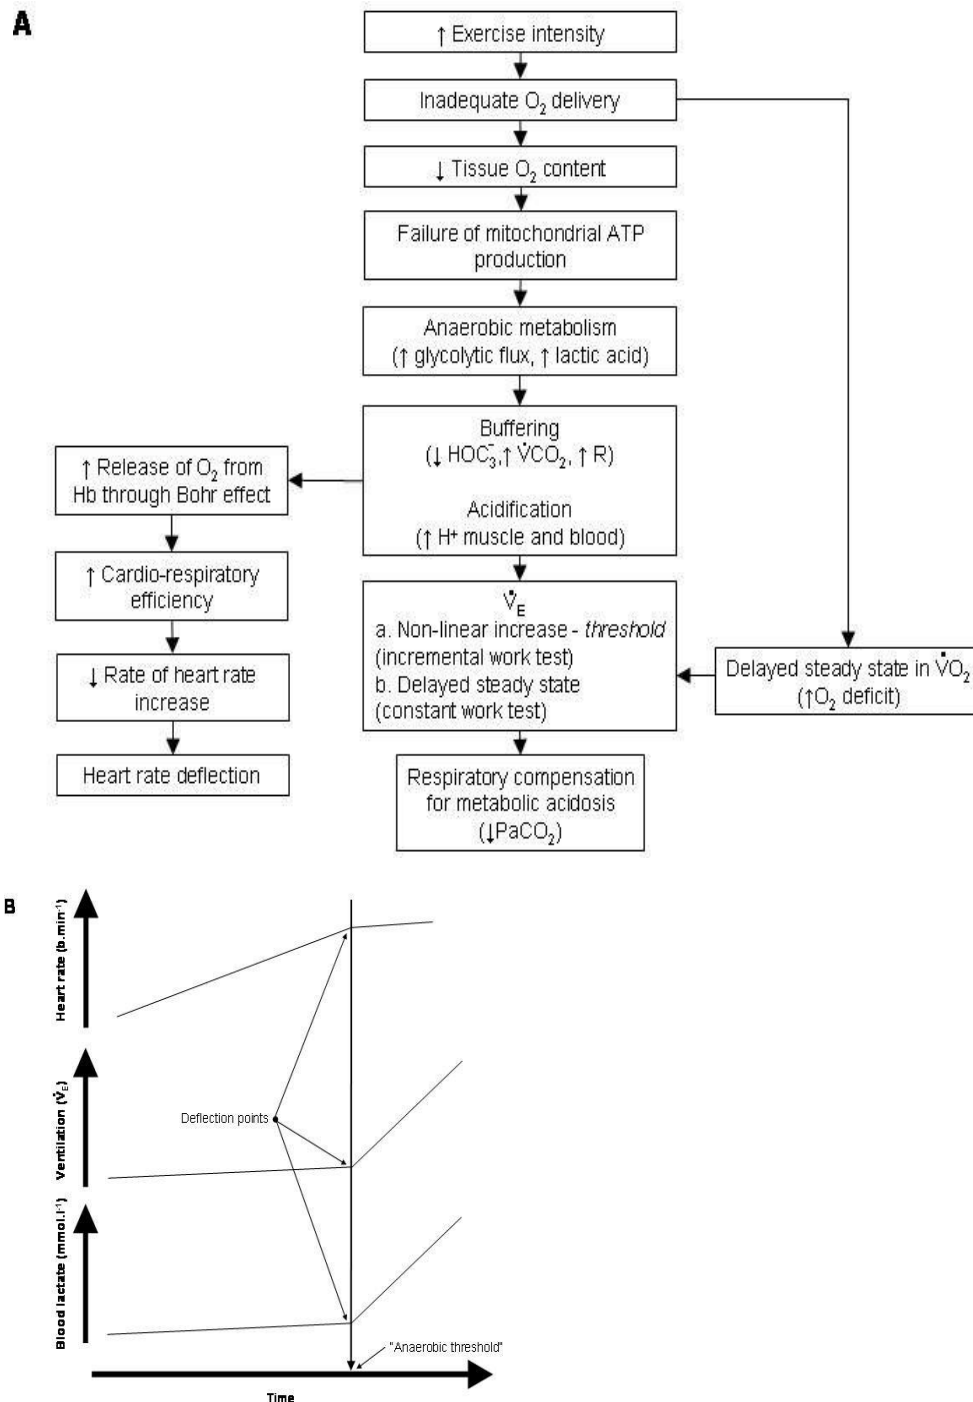 A
↑ Exercise intensity
Inadequate O₂ delivery
↓ Tissue O₂ content
Failure of mitochondrial ATP
production
Anaerobic metabolism
(↑ glycolytic flux, ↑ lactic acid)
Buffering
(↓ HOC₃⁻,↑ V̇CO₂, ↑ R)
Acidification
(↑ H⁺ muscle and blood)
↑ Release of O₂ from
Hb through Bohr effect
↑ Cardio-respiratory
efficiency
↓ Rate of heart rate
increase
Heart rate deflection
V̇E
a. Non-linear increase - threshold
(incremental work test)
b. Delayed steady state
(constant work test)
Delayed steady state in V̇O₂
(↑O₂ deficit)
Respiratory compensation
for metabolic acidosis
(↓PaCO₂)
B
Heart rate (b.min⁻¹)
Ventilation (V̇E)
Blood lactate (mmol.l⁻¹)
Deflection points
"Anaerobic threshold"
Time